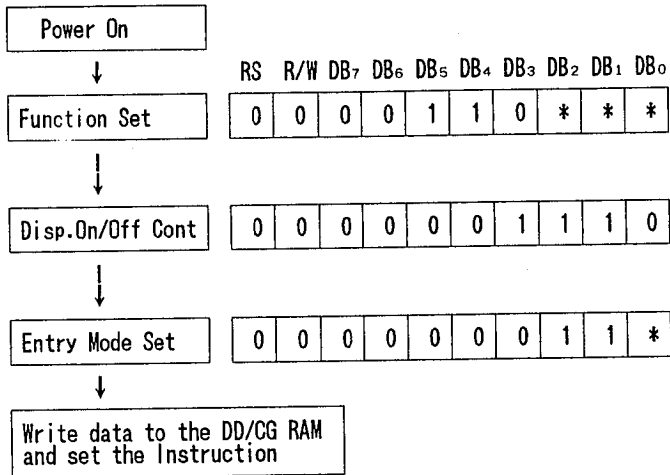 Power On
RS R/W DB₇ DB₆ DB₅ DB₄ DB₃ DB₂ DB₁ DB₀
Function Set 0 0 0 0 1 1 0 * * *
Disp.On/Off Cont 0 0 0 0 0 0 1 1 1 0
Entry Mode Set 0 0 0 0 0 0 0 1 1 *
Write data to the DD/CG RAM
and set the Instruction